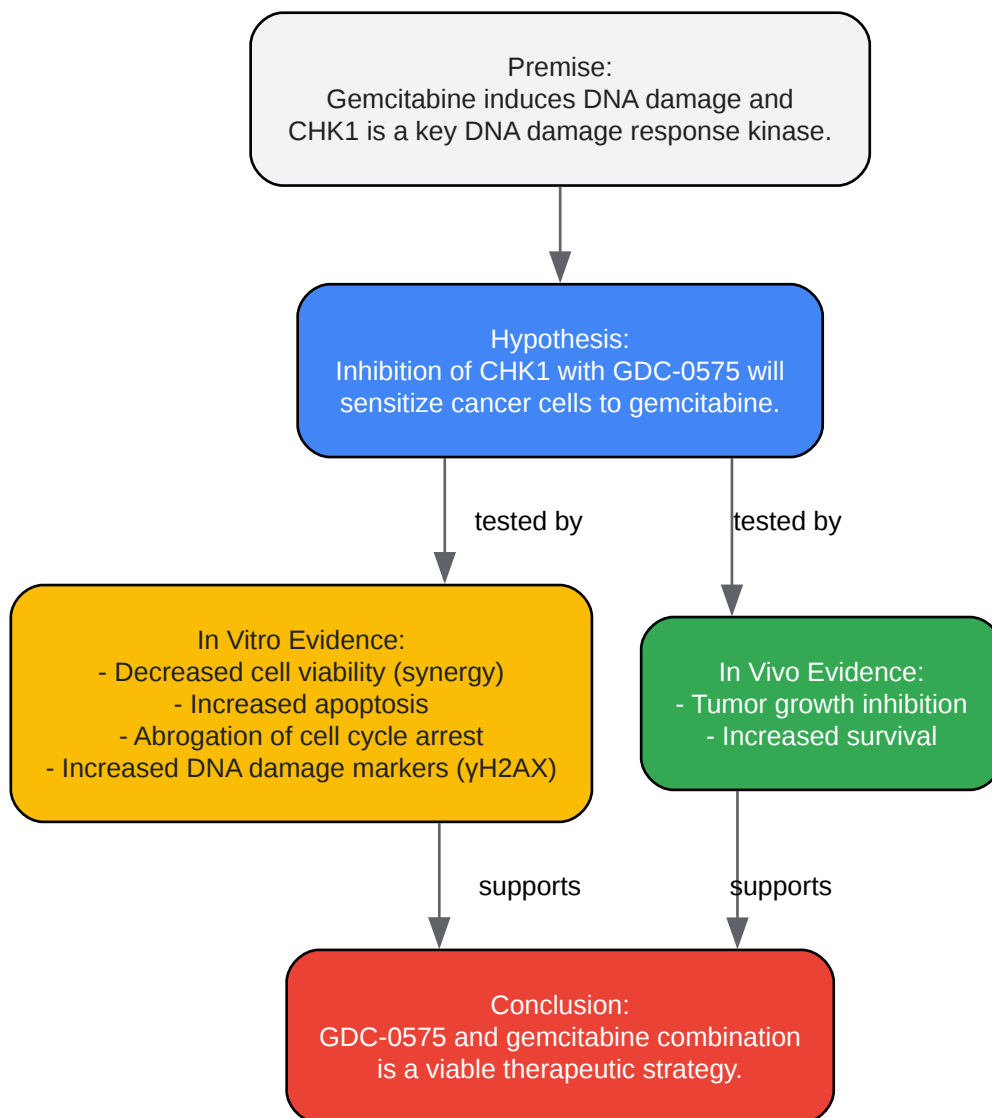 Premise:
Gemcitabine induces DNA damage and
CHK1 is a key DNA damage response kinase.
Hypothesis:
Inhibition of CHK1 with GDC-0575 will
sensitize cancer cells to gemcitabine.
tested by
tested by
In Vitro Evidence:
- Decreased cell viability (synergy)
- Increased apoptosis
- Abrogation of cell cycle arrest
- Increased DNA damage markers (γH2AX)
In Vivo Evidence:
- Tumor growth inhibition
- Increased survival
supports
supports
Conclusion:
GDC-0575 and gemcitabine combination
is a viable therapeutic strategy.